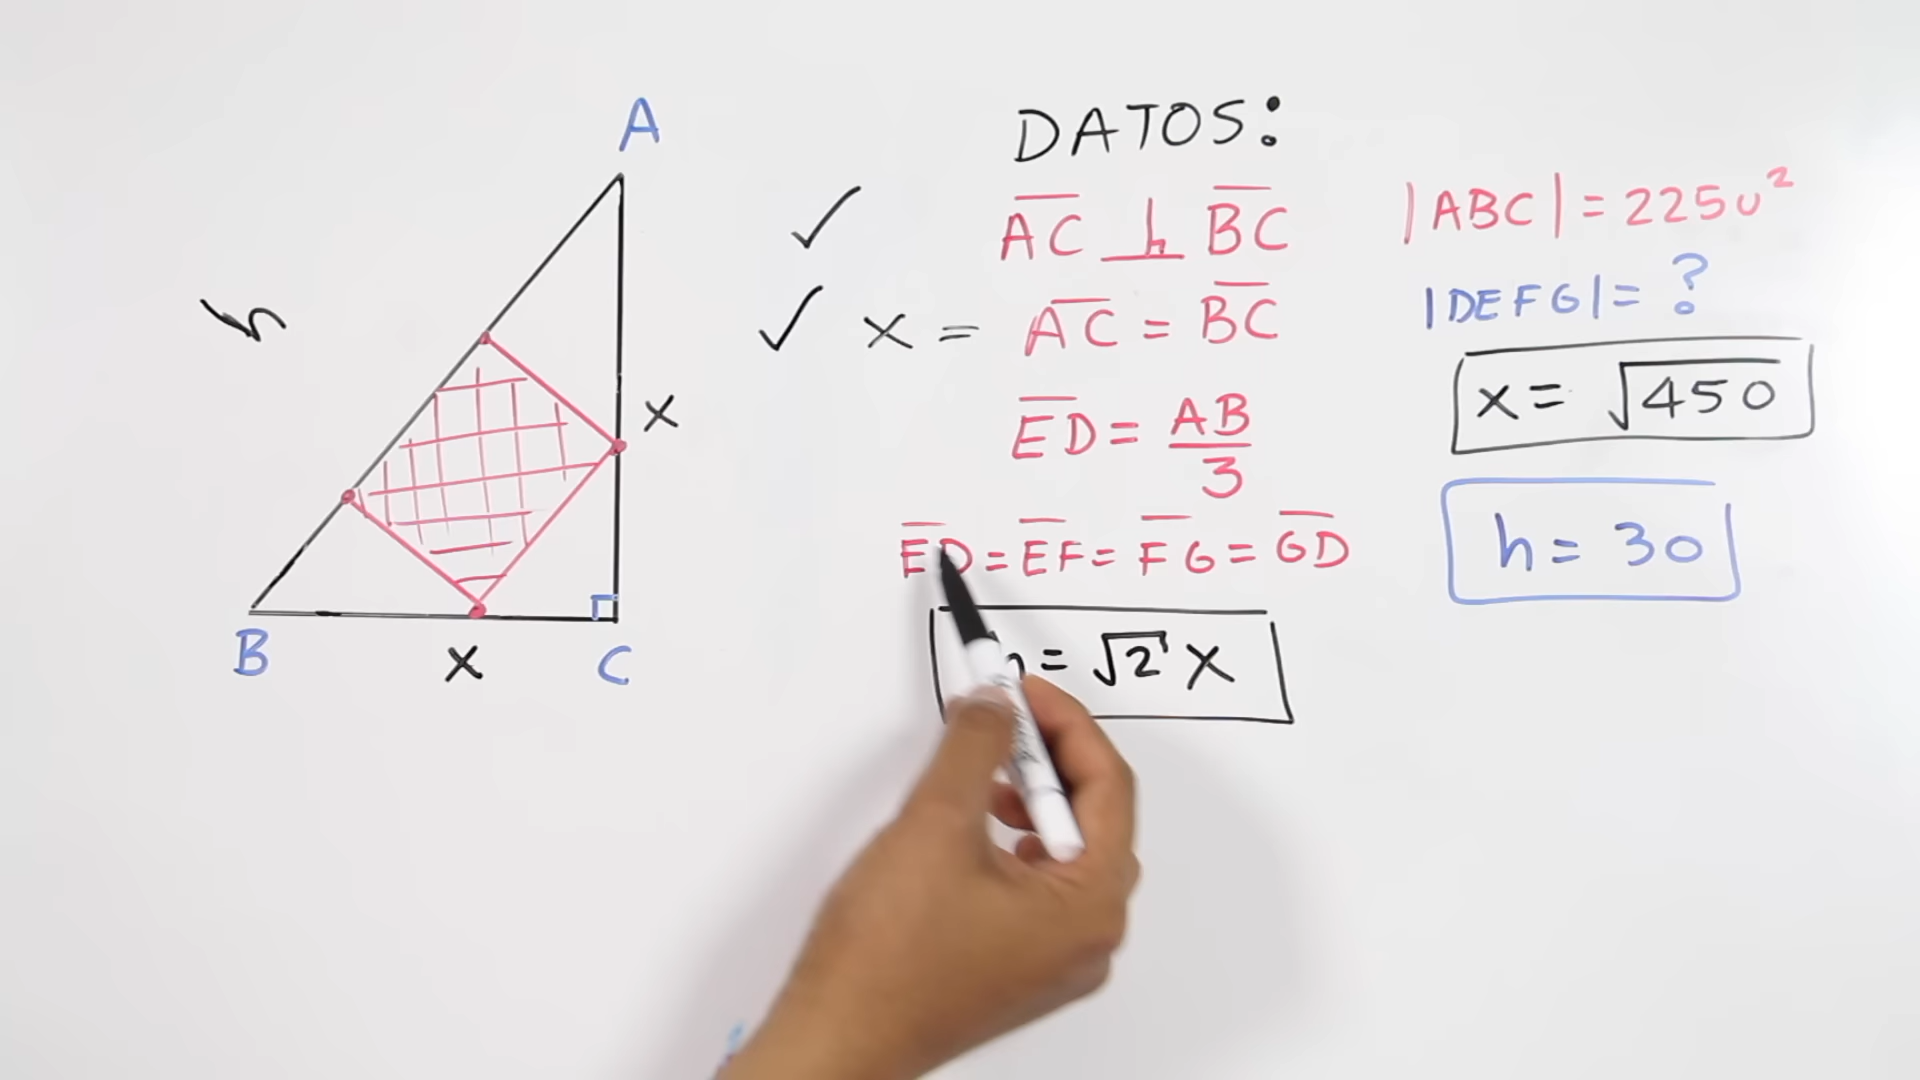 A
DATOS:
h
AC ⊥ BC
|ABC| = 225u²
x = AC = BC
|DEFG| = ?
x
x = √450
ED = AB/3
h = 30
ED = EF = FG = GD
B
x
C
= √2 x